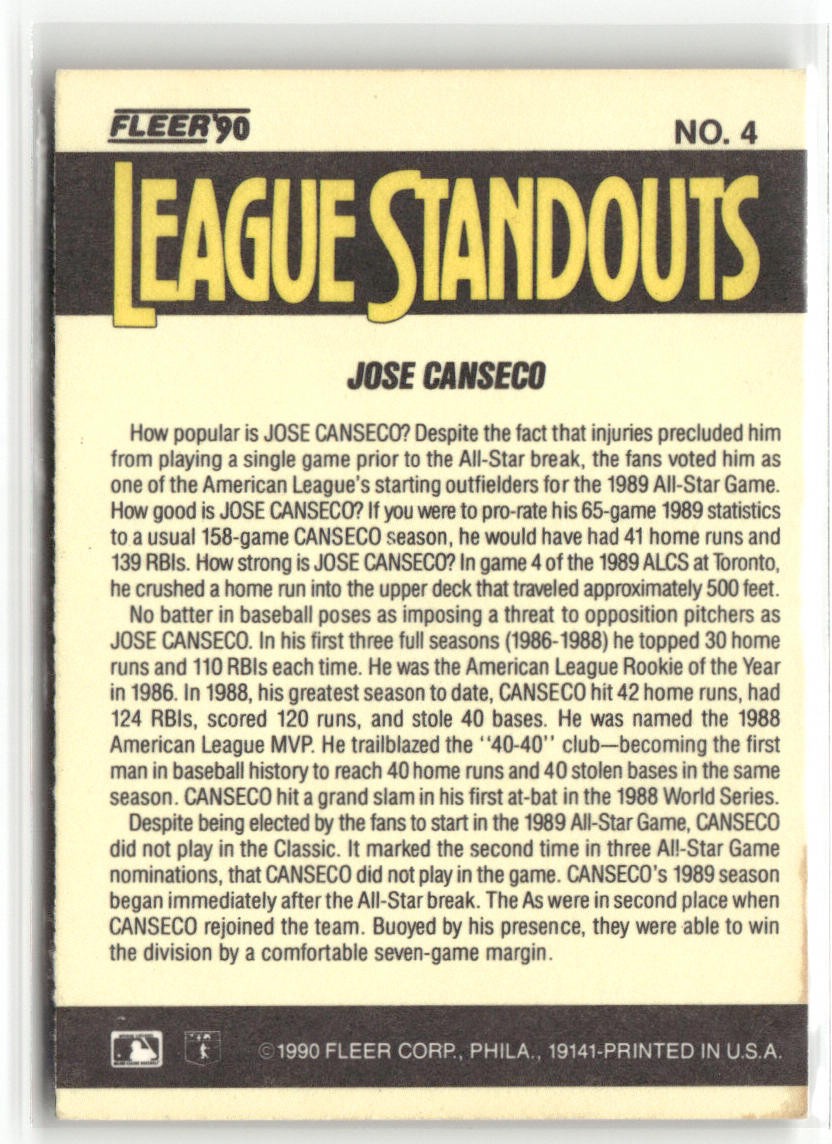 FLEER'90
NO. 4
LEAGUE STANDOUTS
JOSE CANSECO
How popular is JOSE CANSECO? Despite the fact that injuries precluded him
from playing a single game prior to the All-Star break, the fans voted him as
one of the American League's starting outfielders for the 1989 All-Star Game.
How good is JOSE CANSECO? If you were to pro-rate his 65-game 1989 statistics
to a usual 158-game CANSECO season, he would have had 41 home runs and
139 RBIs. How strong is JOSE CANSECO? In game 4 of the 1989 ALCS at Toronto,
he crushed a home run into the upper deck that traveled approximately 500 feet.
No batter in baseball poses as imposing a threat to opposition pitchers as
JOSE CANSECO. In his first three full seasons (1986-1988) he topped 30 home
runs and 110 RBIs each time. He was the American League Rookie of the Year
in 1986. In 1988, his greatest season to date, CANSECO hit 42 home runs, had
124 RBIs, scored 120 runs, and stole 40 bases. He was named the 1988
American League MVP. He trailblazed the ''40-40'' club—becoming the first
man in baseball history to reach 40 home runs and 40 stolen bases in the same
season. CANSECO hit a grand slam in his first at-bat in the 1988 World Series.
Despite being elected by the fans to start in the 1989 All-Star Game, CANSECO
did not play in the Classic. It marked the second time in three All-Star Game
nominations, that CANSECO did not play in the game. CANSECO's 1989 season
began immediately after the All-Star break. The As were in second place when
CANSECO rejoined the team. Buoyed by his presence, they were able to win
the division by a comfortable seven-game margin.
©1990 FLEER CORP., PHILA., 19141-PRINTED IN U.S.A.